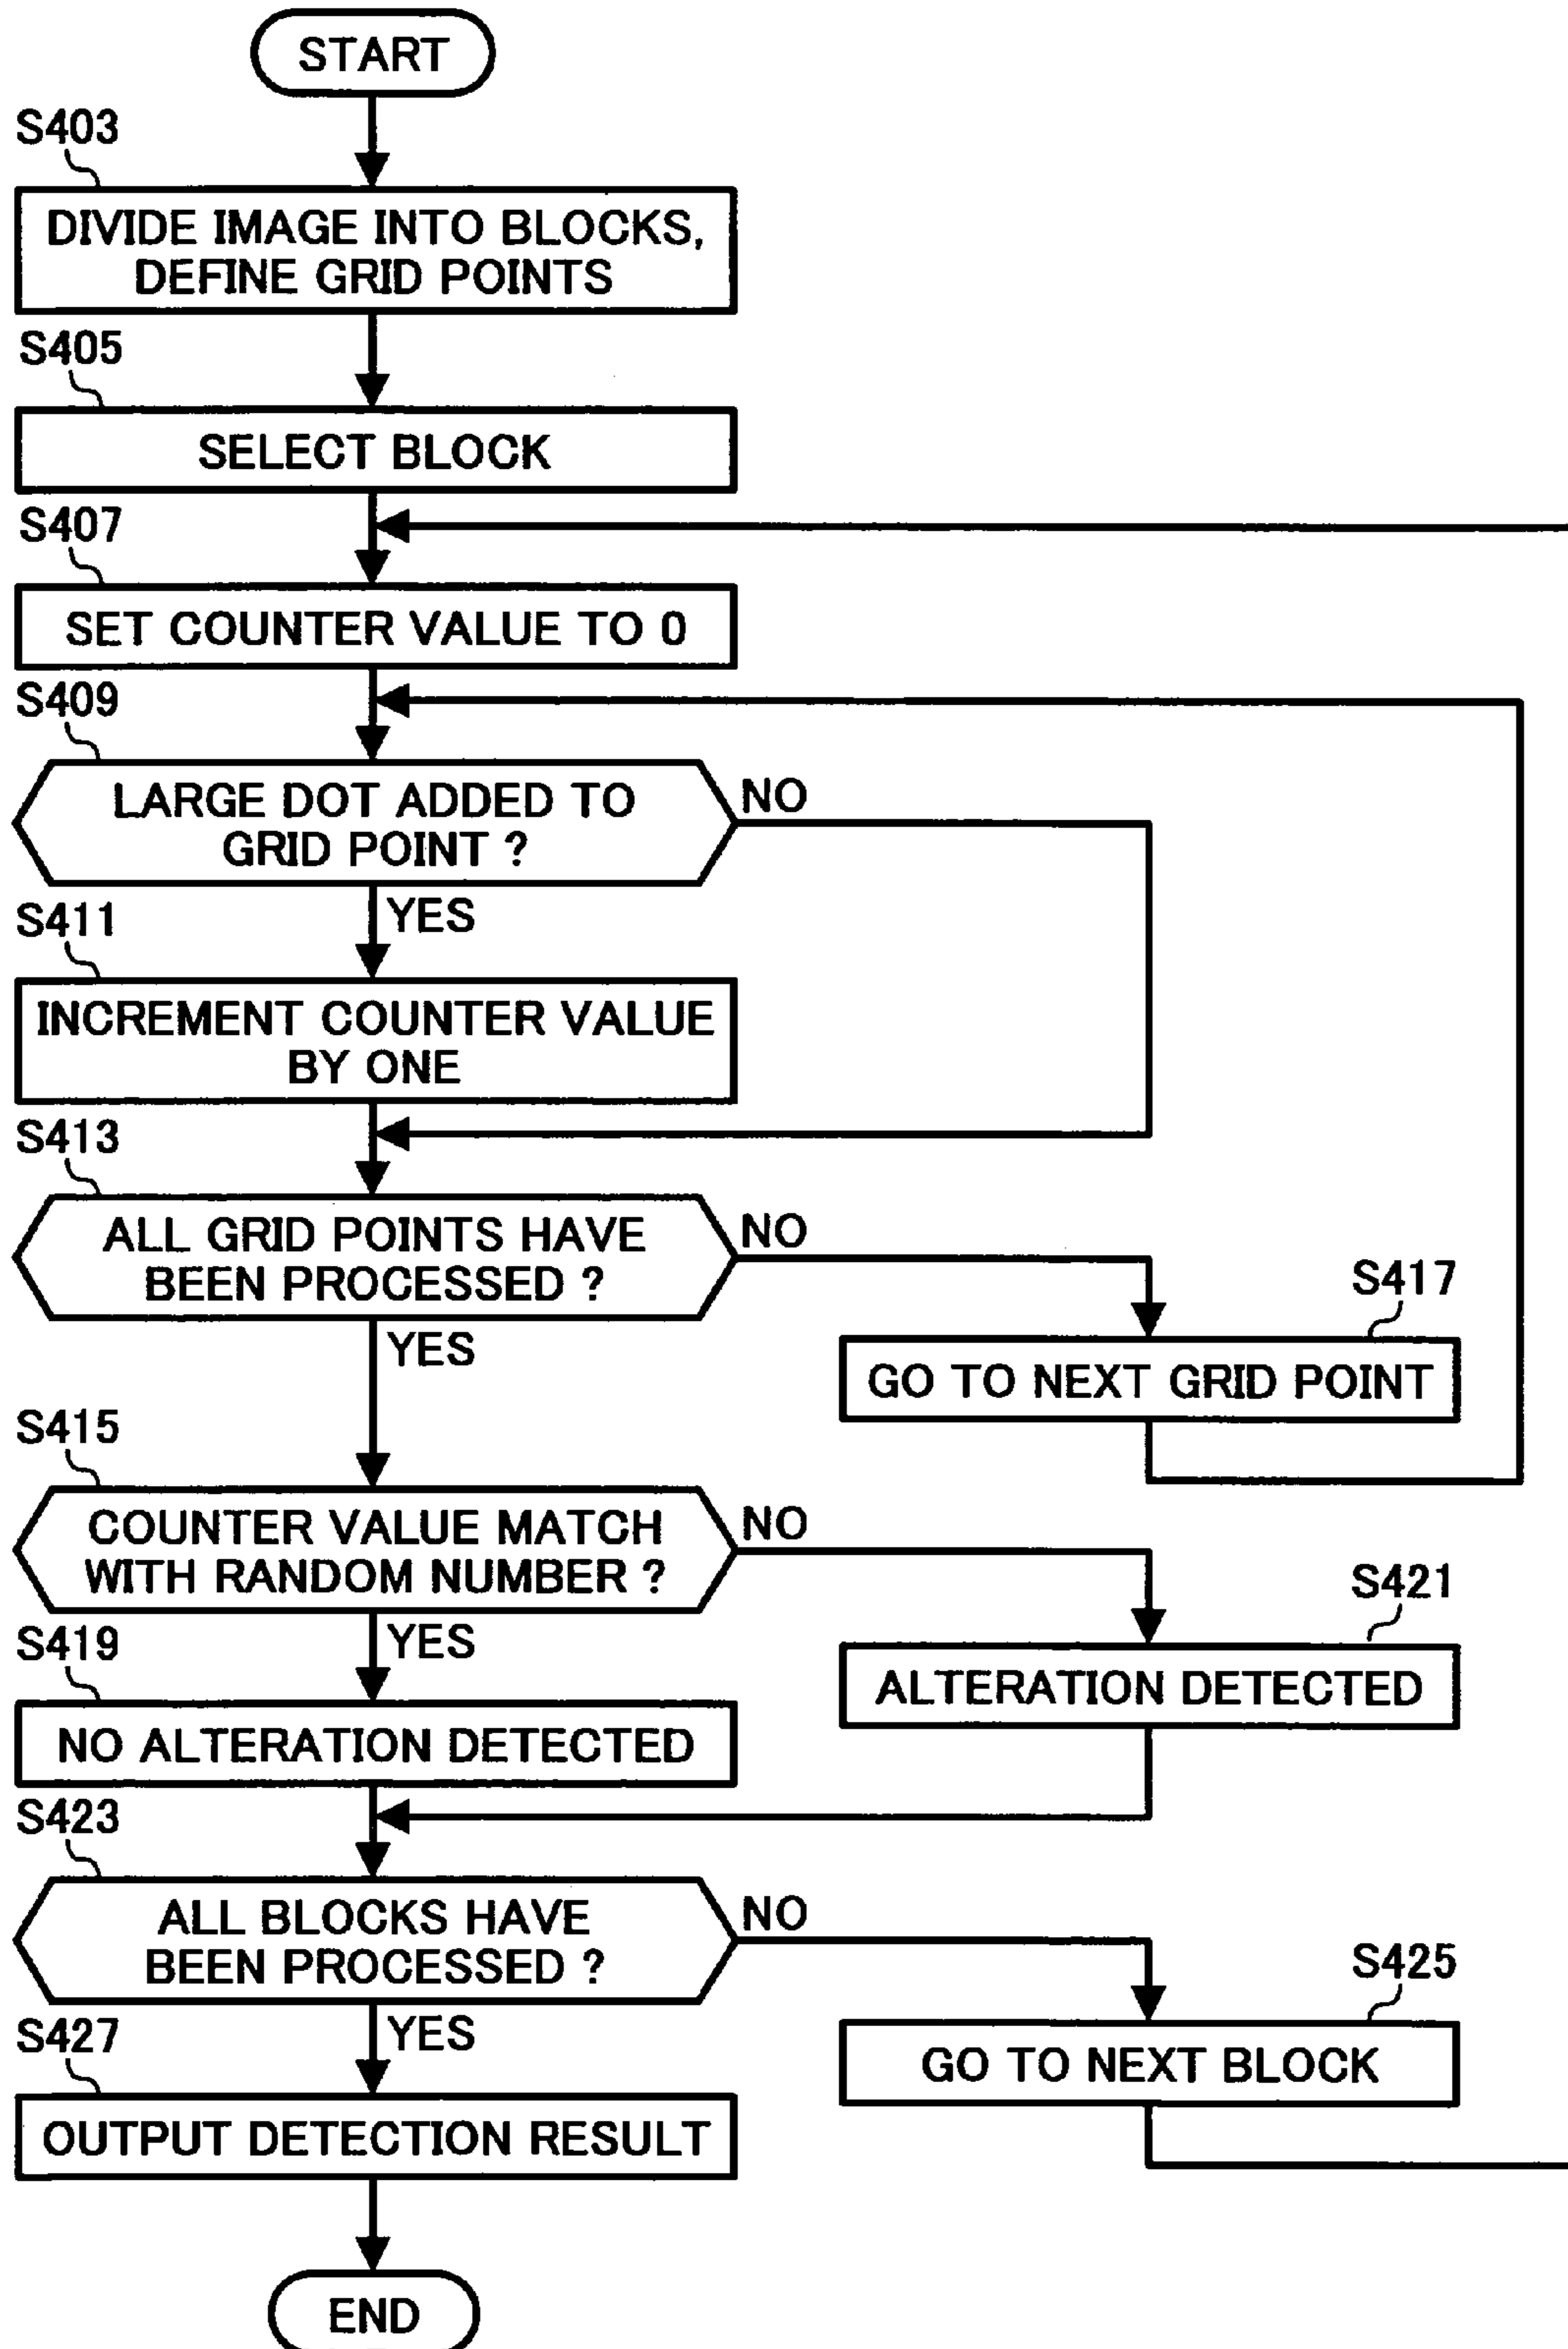 START
S403
DIVIDE IMAGE INTO BLOCKS,
DEFINE GRID POINTS
S405
SELECT BLOCK
S407
SET COUNTER VALUE TO 0
S409
LARGE DOT ADDED TO
GRID POINT ?
NO
YES
S411
INCREMENT COUNTER VALUE
BY ONE
S413
ALL GRID POINTS HAVE
BEEN PROCESSED ?
NO
YES
S417
GO TO NEXT GRID POINT
S415
COUNTER VALUE MATCH
WITH RANDOM NUMBER ?
NO
YES
S421
ALTERATION DETECTED
S419
NO ALTERATION DETECTED
S423
ALL BLOCKS HAVE
BEEN PROCESSED ?
NO
YES
S425
GO TO NEXT BLOCK
S427
OUTPUT DETECTION RESULT
END